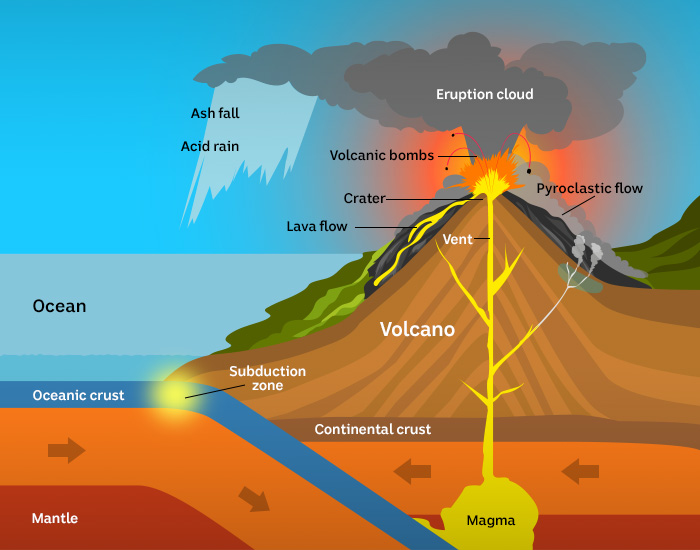 Eruption cloud
Ash fall
Acid rain
Volcanic bombs
Pyroclastic flow
Crater
Lava flow
Vent
Ocean
Volcano
Subduction
zone
Oceanic crust
Continental crust
Mantle
Magma